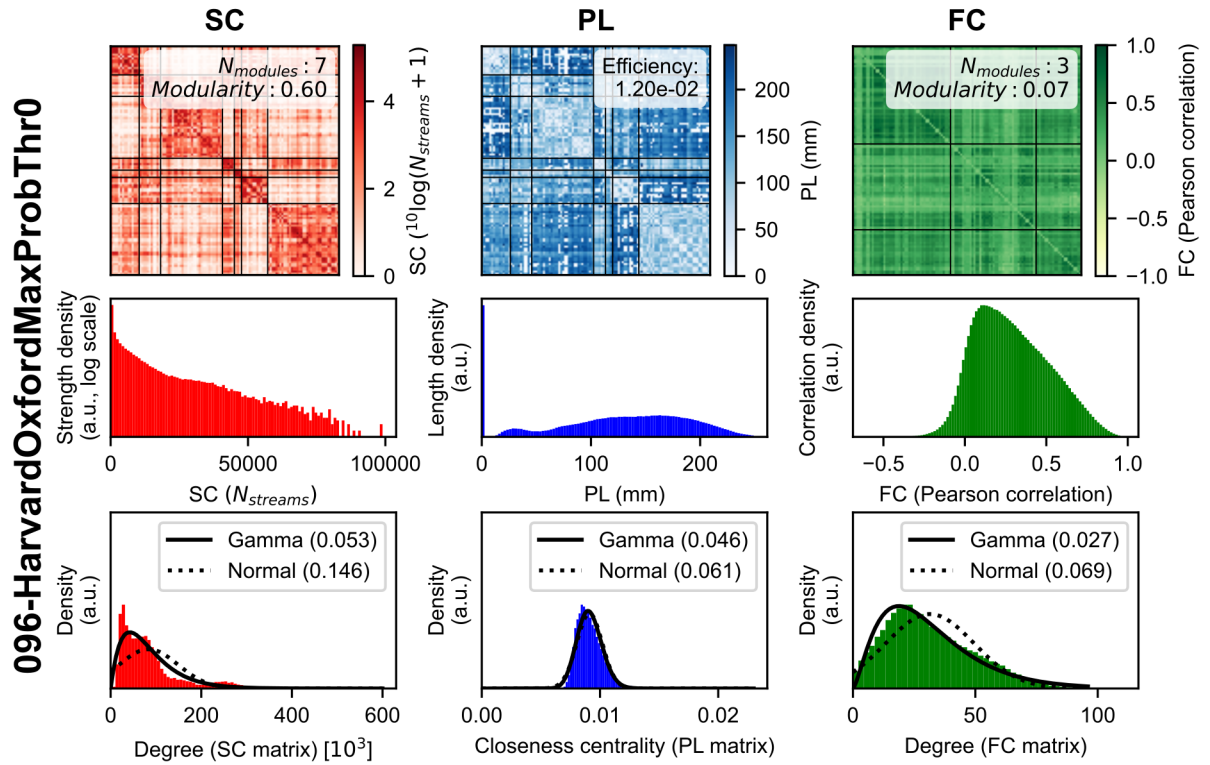 096-HarvardOxfordMaxProbThr0
SC
PL
FC
N_modules : 7
Modularity : 0.60
4
2
0
SC (^10log(N_streams + 1)
Efficiency:
1.20e-02
200
150
100
50
0
PL (mm)
N_modules : 3
Modularity : 0.07
1.0
0.5
0.0
−0.5
−1.0
FC (Pearson correlation)
Strength density
(a.u., log scale)
0
50000
100000
SC (N_streams)
Length density
(a.u.)
0
100
200
PL (mm)
Correlation density
(a.u.)
−0.5
0.0
0.5
1.0
FC (Pearson correlation)
Density
(a.u.)
Gamma (0.053)
Normal (0.146)
0
200
400
600
Degree (SC matrix) [10^3]
Density
(a.u.)
Gamma (0.046)
Normal (0.061)
0.00
0.01
0.02
Closeness centrality (PL matrix)
Density
(a.u.)
Gamma (0.027)
Normal (0.069)
0
50
100
Degree (FC matrix)